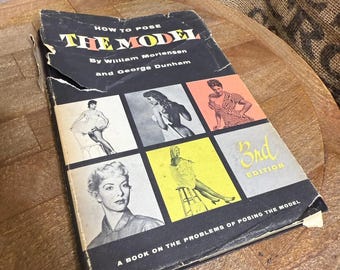 HOW TO POSE
THE MODEL
By William Mortensen
and George Dunham
3rd
EDITION
A BOOK ON THE PROBLEMS OF POSING THE MODEL